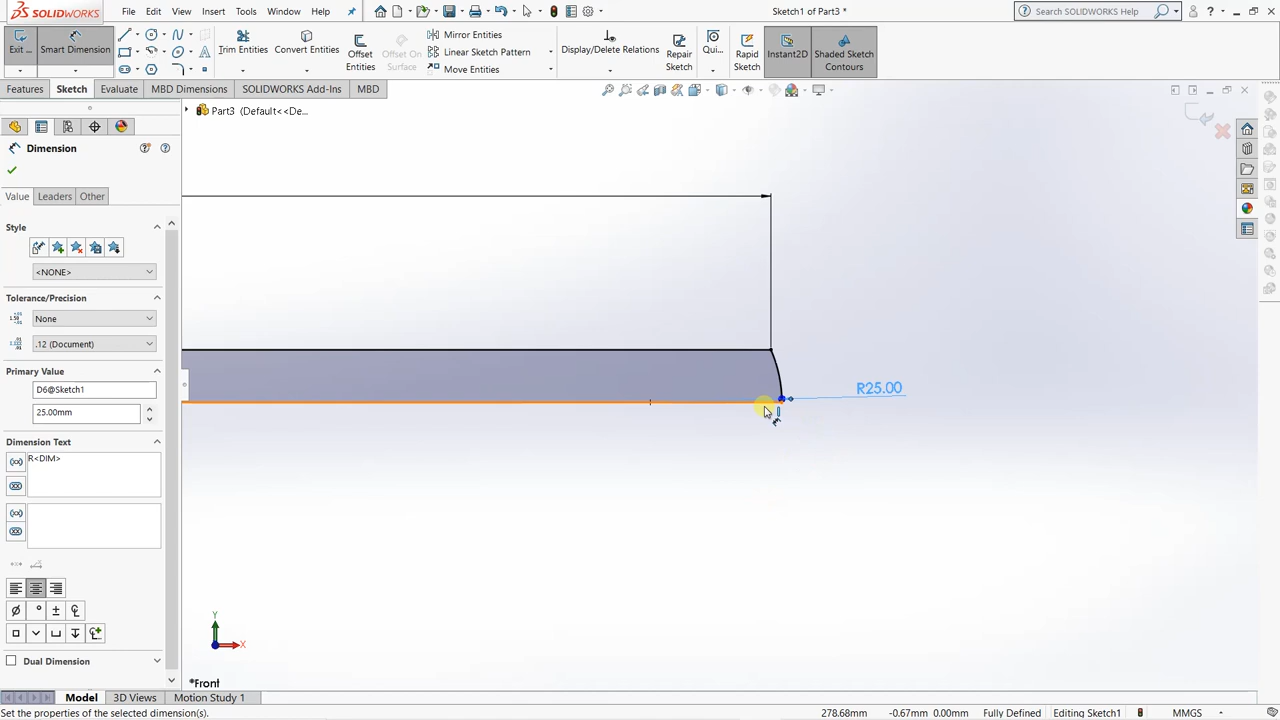 SOLIDWORKS
File Edit View Insert Tools Window Help
Sketch1 of Part3 *
Search SOLIDWORKS Help
Exit ...
Smart Dimension
Trim Entities
Convert Entities
Offset Entities
Offset On Surface
Mirror Entities
Linear Sketch Pattern
Move Entities
Display/Delete Relations
Repair Sketch
Qui...
Rapid Sketch
Instant2D
Shaded Sketch Contours
Features Sketch Evaluate MBD Dimensions SOLIDWORKS Add-Ins MBD
Part3 (Default<<De...
Dimension
Value Leaders Other
Style
<NONE>
Tolerance/Precision
None
.12 (Document)
Primary Value
D6@Sketch1
25.00mm
Dimension Text
R<DIM>
Dual Dimension
R25.00
Y
X
*Front
Model 3D Views Motion Study 1
Set the properties of the selected dimension(s).
278.68mm -0.67mm 0.00mm Fully Defined Editing Sketch1 MMGS